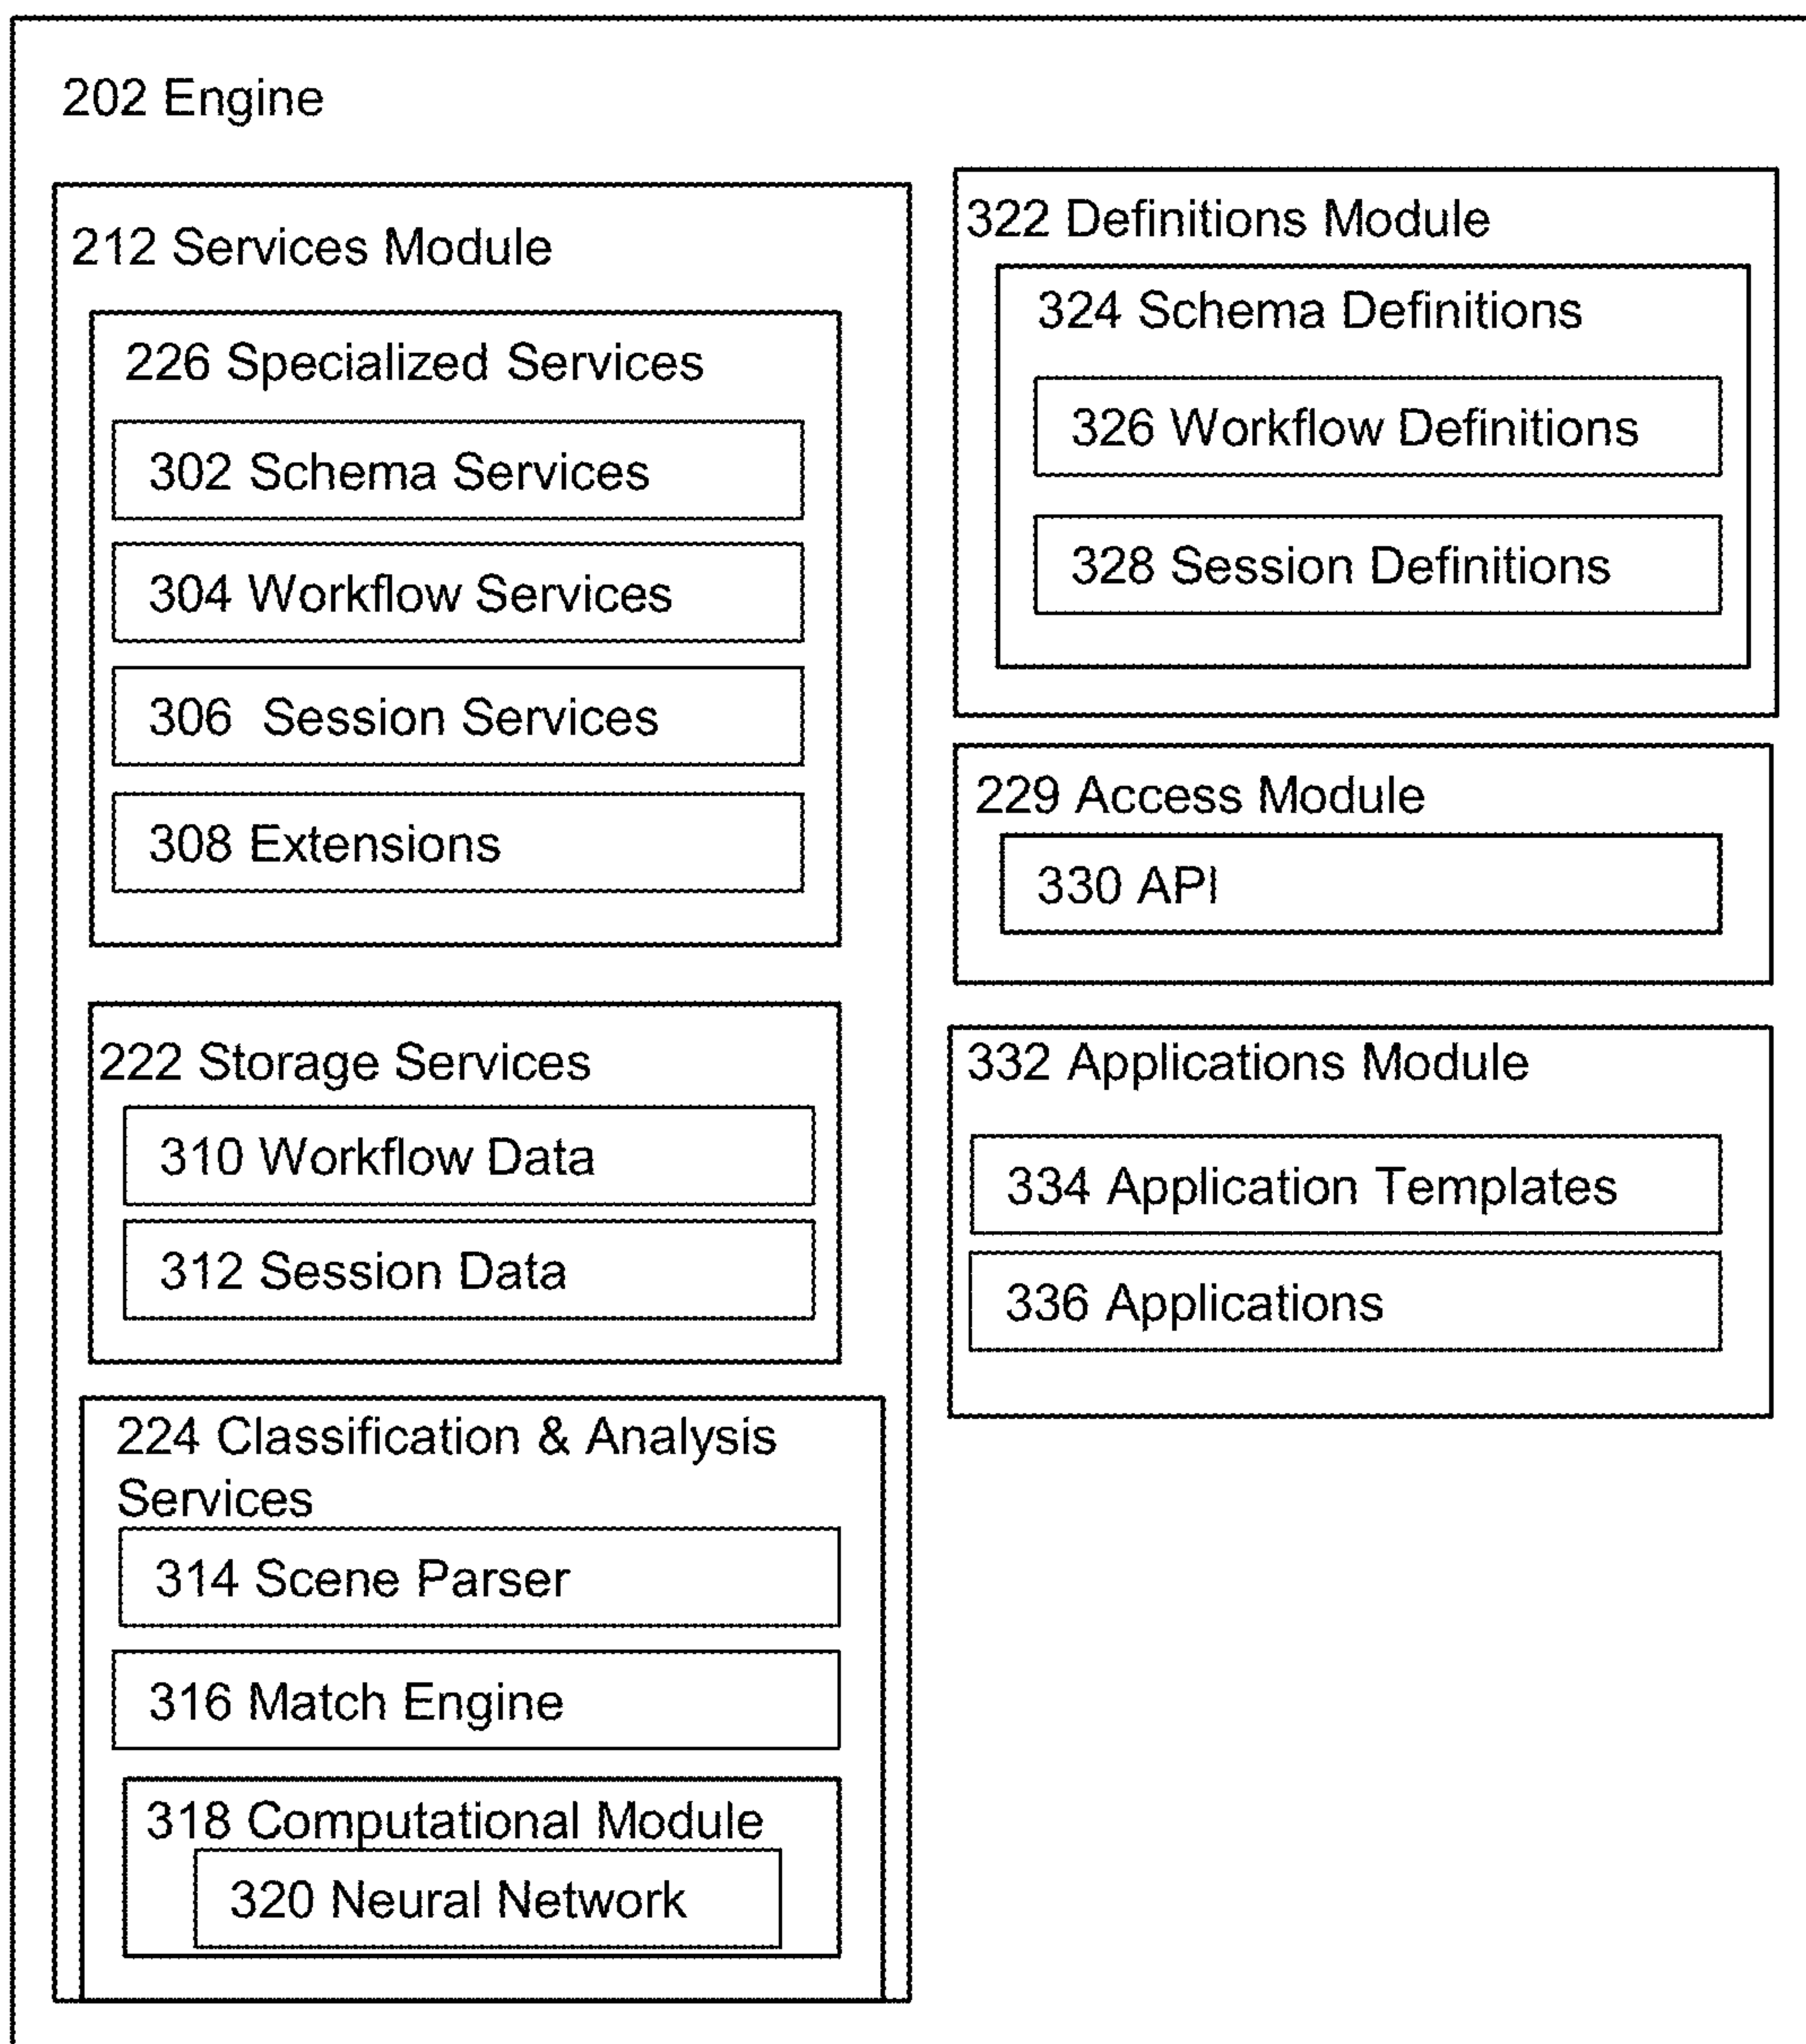 202 Engine
212 Services Module
226 Specialized Services
302 Schema Services
304 Workflow Services
306 Session Services
308 Extensions
222 Storage Services
310 Workflow Data
312 Session Data
224 Classification & Analysis
Services
314 Scene Parser
316 Match Engine
318 Computational Module
320 Neural Network
322 Definitions Module
324 Schema Definitions
326 Workflow Definitions
328 Session Definitions
229 Access Module
330 API
332 Applications Module
334 Application Templates
336 Applications